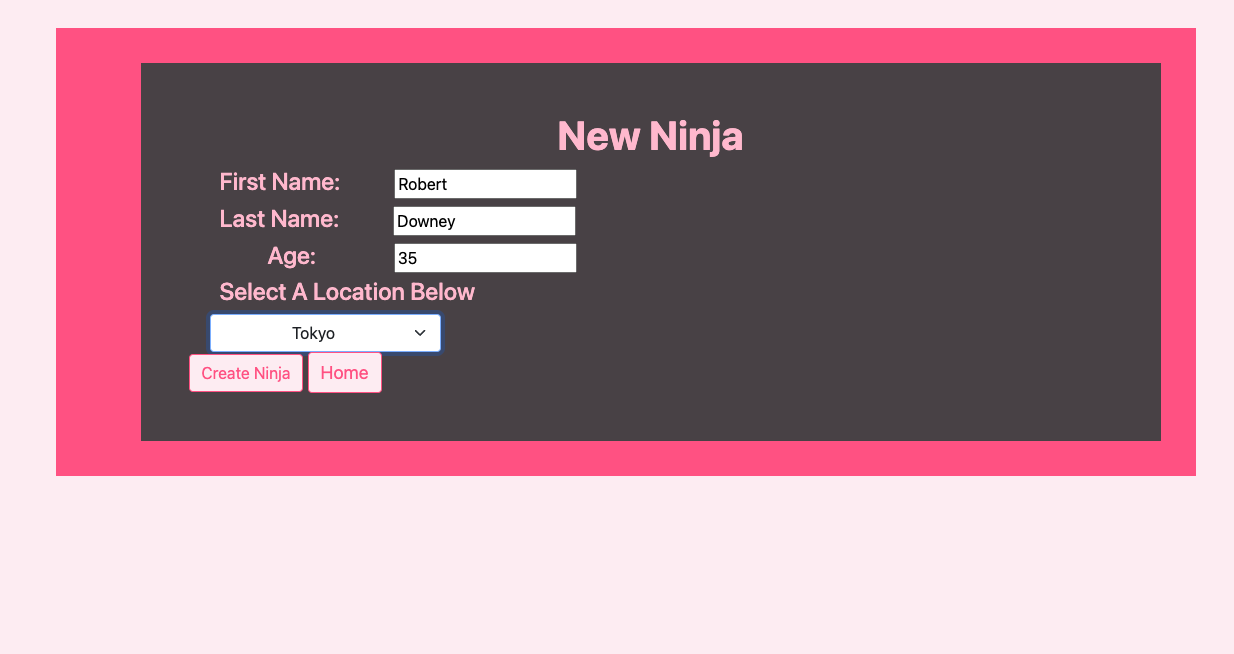 New Ninja
First Name: Robert
Last Name: Downey
Age: 35
Select A Location Below
Tokyo
Create Ninja Home